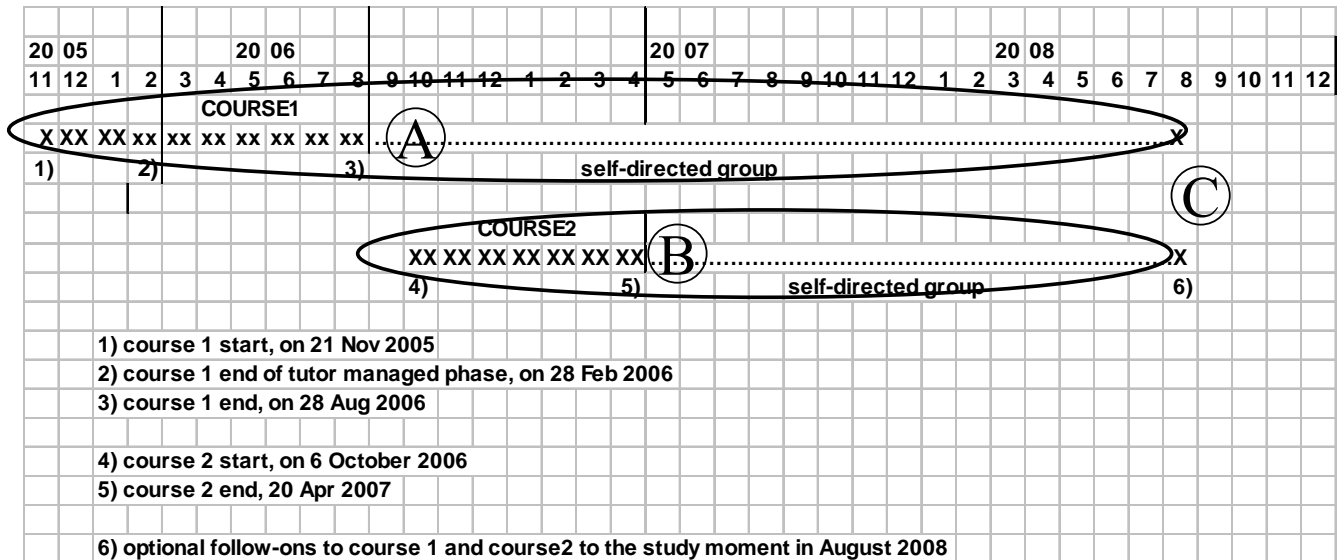 20 05 20 06 20 07 20 08
11 12 1 2 3 4 5 6 7 8 9 10 11 12 1 2 3 4 5 6 7 8 9 10 11 12 1 2 3 4 5 6 7 8 9 10 11 12
COURSE1
X XX XX xx xx xx xx xx xx xx ... A ... X
1) 2) 3) self-directed group
C
COURSE2
XX XX XX XX XX XX XX ... B ... X
4) 5) self-directed group 6)
1) course 1 start, on 21 Nov 2005
2) course 1 end of tutor managed phase, on 28 Feb 2006
3) course 1 end, on 28 Aug 2006
4) course 2 start, on 6 October 2006
5) course 2 end, 20 Apr 2007
6) optional follow-ons to course 1 and course2 to the study moment in August 2008